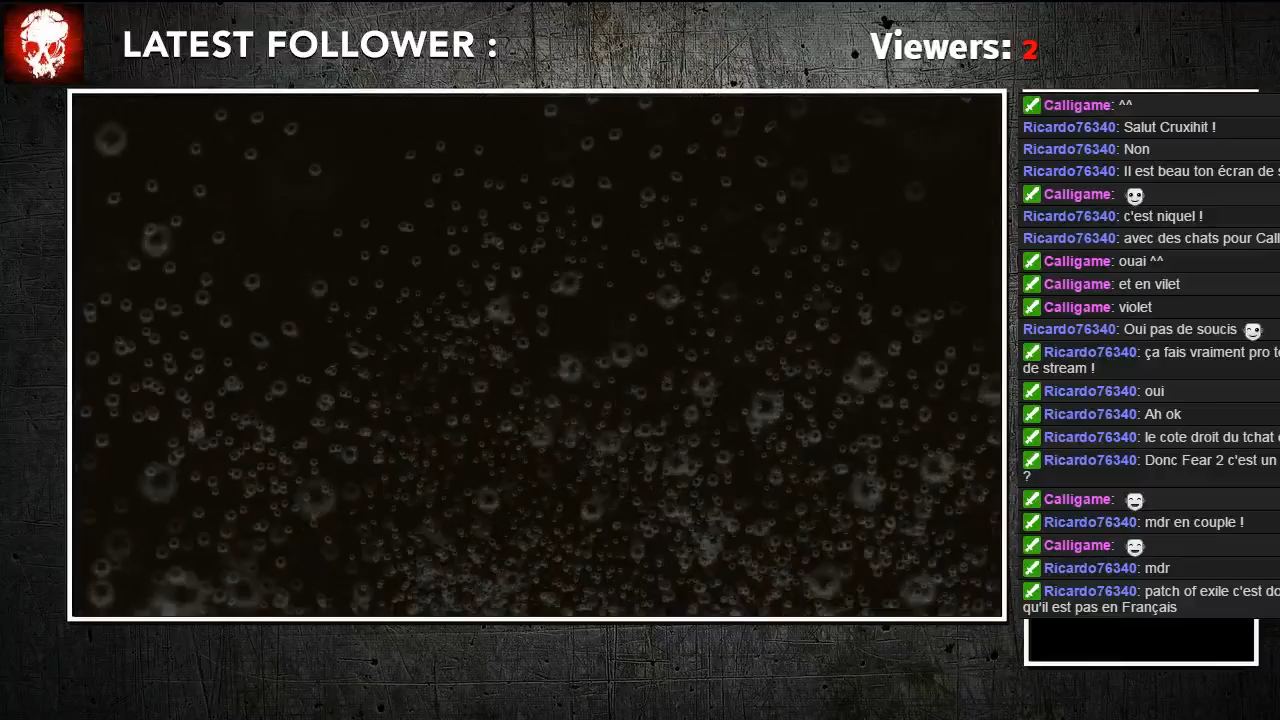 LATEST FOLLOWER :
Viewers: 2
Calligame: ^^
Ricardo76340: Salut Cruxihit !
Ricardo76340: Non
Ricardo76340: Il est beau ton écran de
Calligame:
Ricardo76340: c'est niquel !
Ricardo76340: avec des chats pour Call
Calligame: ouai ^^
Calligame: et en vilet
Calligame: violet
Ricardo76340: Oui pas de soucis
Ricardo76340: ça fais vraiment pro
de stream !
Ricardo76340: oui
Ricardo76340: Ah ok
Ricardo76340: le cote droit du tchat
Ricardo76340: Donc Fear 2 c'est un
?
Calligame:
Ricardo76340: mdr en couple !
Calligame:
Ricardo76340: mdr
Ricardo76340: patch of exile c'est
qu'il est pas en Français